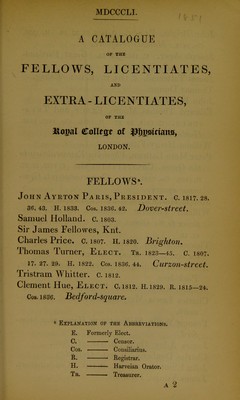 MDCCCLI.
1851
A CATALOGUE
OF THE
FELLOWS, LICENTIATES,
AND
EXTRA-LICENTIATES,
OF THE
Royal College of Physicians,
LONDON.
FELLOWS*.
JOHN AYRTON PARIS, PRESIDENT. C. 1817. 28.
36. 43. H. 1833. Cos. 1836. 42. Dover-street.
Samuel Holland. C. 1803.
Sir James Fellowes, Knt.
Charles Price. C. 1807. H. 1820. Brighton.
Thomas Turner, ELECT. TR. 1823—45. C. 1807.
17. 27. 29. H. 1822. Cos. 1836. 44. Curzon-street.
Tristram Whitter. C. 1812.
Clement Hue, ELECT. C. 1812. H. 1829. R. 1815—24.
Cos. 1836. Bedford-square.
* EXPLANATION OF THE ABBREVIATIONS.
E. Formerly Elect.
C. —— Censor.
Cos. —— Consiliarius.
R. —— Registrar.
H. —— Harveian Orator.
TR. —— Treasurer.
A 2